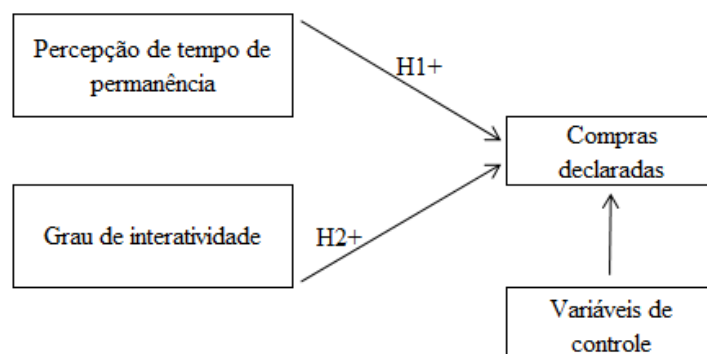 Percepção de tempo de
permanência
H1+
Compras
declaradas
Grau de interatividade
H2+
Variáveis de
controle